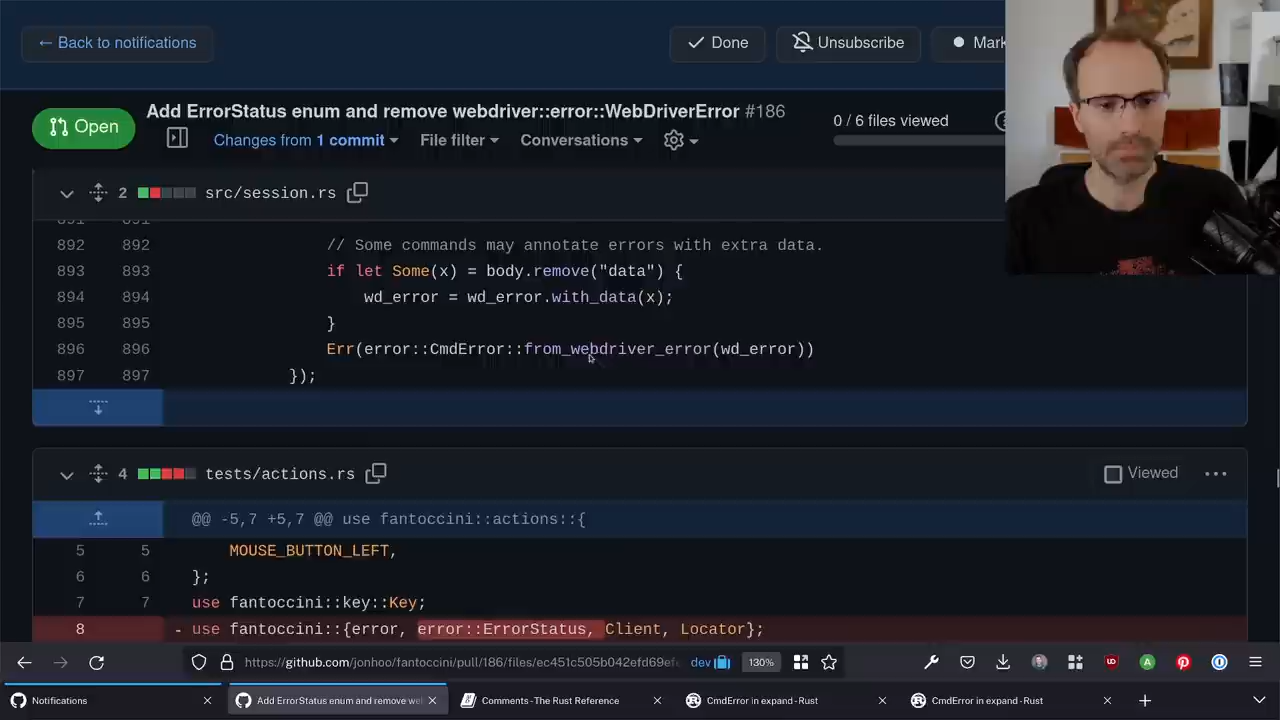 ← Back to notifications
Done
Unsubscribe
Mark
Open
Add ErrorStatus enum and remove webdriver::error::WebDriverError #186
0 / 6 files viewed
Changes from 1 commit
File filter
Conversations
2 src/session.rs
891 891
892 892 // Some commands may annotate errors with extra data.
893 893 if let Some(x) = body.remove("data") {
894 894 wd_error = wd_error.with_data(x);
895 895 }
896 896 Err(error::CmdError::from_webdriver_error(wd_error))
897 897 });
4 tests/actions.rs
Viewed
@@ -5,7 +5,7 @@ use fantoccini::actions::{
5 5 MOUSE_BUTTON_LEFT,
6 6 };
7 7 use fantoccini::key::Key;
8 - use fantoccini::{error, error::ErrorStatus, Client, Locator};
https://github.com/jonhoo/fantoccini/pull/186/files/ec451c505b042efd69ef
dev
130%
Notifications
Add ErrorStatus enum and remove we
Comments - The Rust Reference
CmdError in expand - Rust
CmdError in expand - Rust